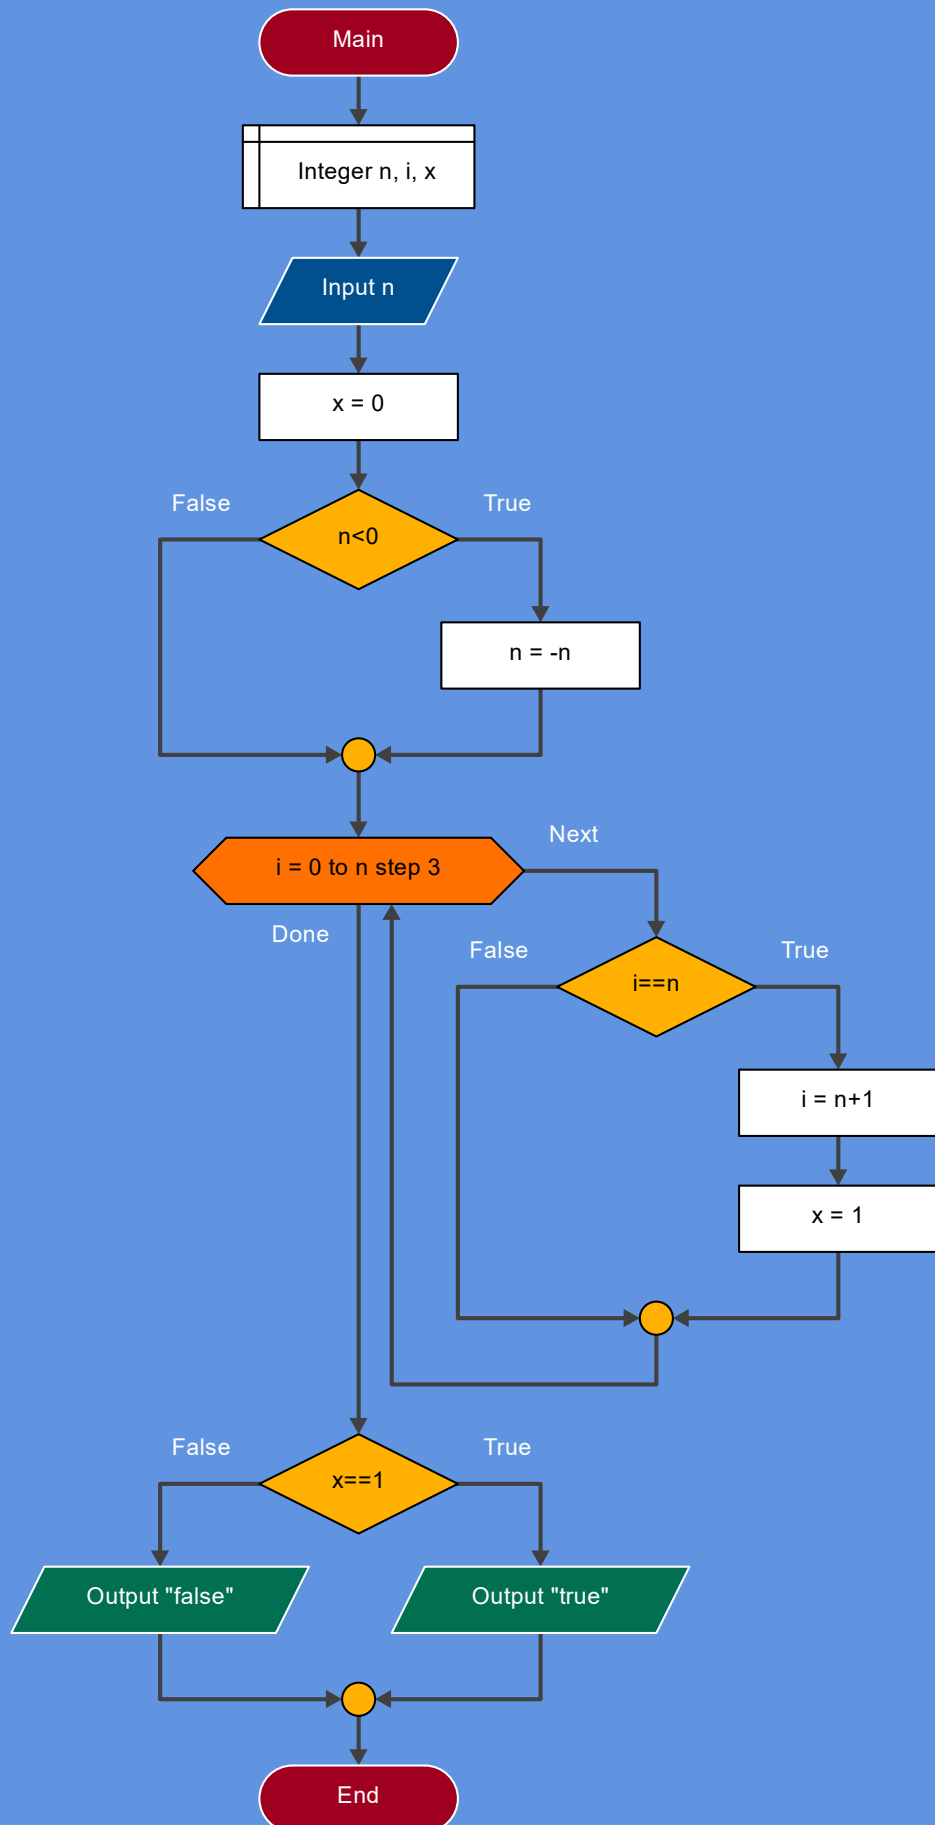 Main
Integer n, i, x
Input n
x = 0
False
True
n<0
n = -n
i = 0 to n step 3
Next
Done
False
True
i==n
i = n+1
x = 1
False
True
x==1
Output "false"
Output "true"
End